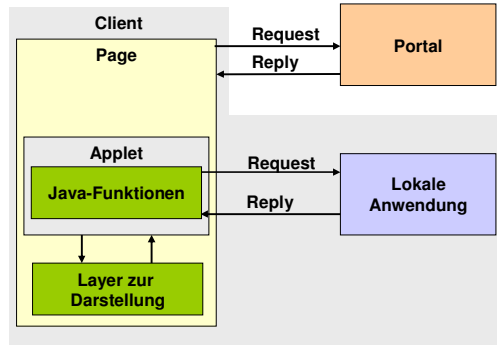 Client
Page
Request
Reply
Portal
Applet
Java-Funktionen
Request
Reply
Lokale
Anwendung
Layer zur
Darstellung